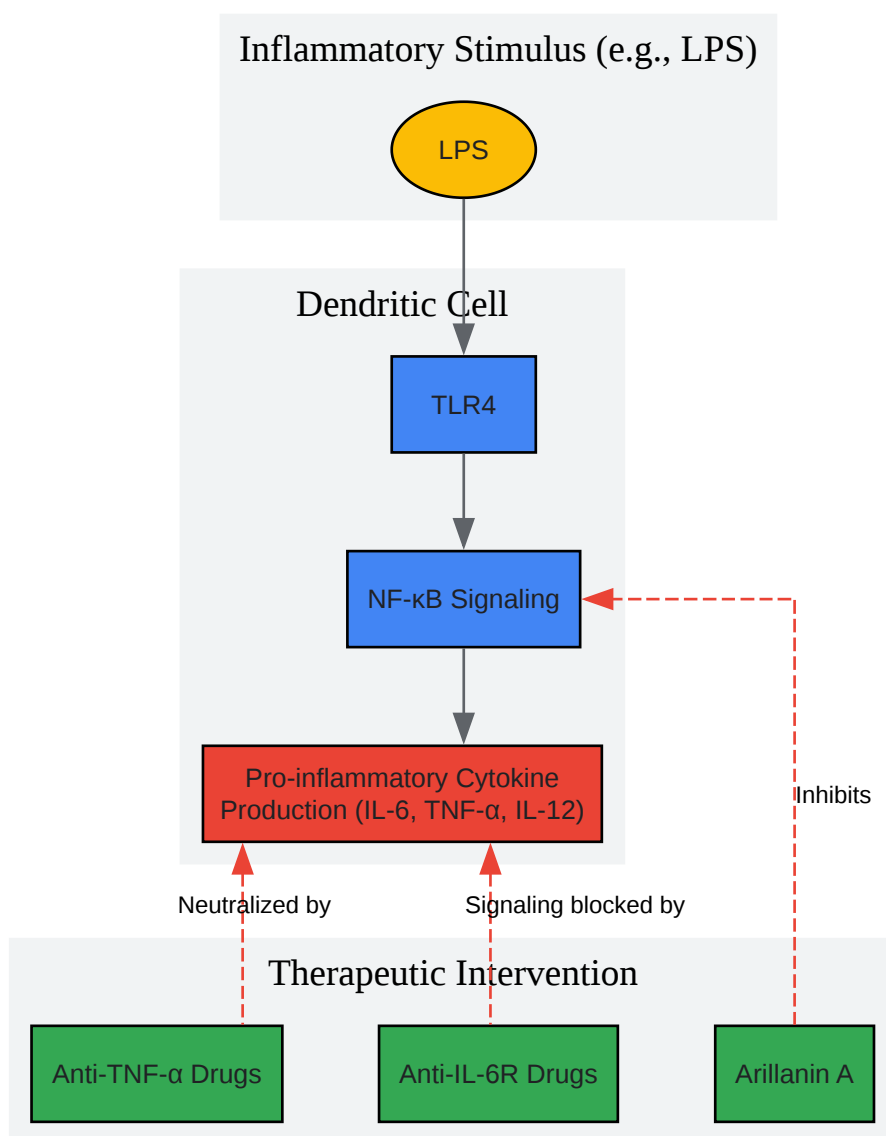 Inflammatory Stimulus (e.g., LPS)
LPS
Dendritic Cell
TLR4
NF-κB Signaling
Pro-inflammatory Cytokine
Production (IL-6, TNF-α, IL-12)
Inhibits
Neutralized by
Signaling blocked by
Therapeutic Intervention
Anti-TNF-α Drugs
Anti-IL-6R Drugs
Arillanin A